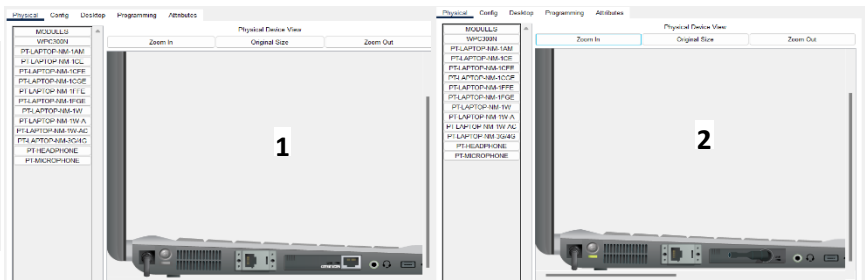 Physical Config Desktop Programming Attributes
MODULES
WPC300N
PT-LAPTOP-NM-1AM
PT-LAPTOP-NM-1CE
PT-LAPTOP-NM-1CFE
PT-LAPTOP-NM-1CGE
PT-LAPTOP-NM-1FFE
PT-LAPTOP-NM-1FGE
PT-LAPTOP-NM-1W
PT-LAPTOP-NM-1W-A
PT-LAPTOP-NM-1W-AC
PT-LAPTOP-NM-3G/4G
PT-HEADPHONE
PT-MICROPHONE
Physical Device View
Zoom In Original Size Zoom Out
1
Physical Config Desktop Programming Attributes
MODULES
WPC300N
PT-LAPTOP-NM-1AM
PT-LAPTOP-NM-1CE
PT-LAPTOP-NM-1CFE
PT-LAPTOP-NM-1CGE
PT-LAPTOP-NM-1FFE
PT-LAPTOP-NM-1FGE
PT-LAPTOP-NM-1W
PT-LAPTOP-NM-1W-A
PT-LAPTOP-NM-1W-AC
PT-LAPTOP-NM-3G/4G
PT-HEADPHONE
PT-MICROPHONE
Physical Device View
Zoom In Original Size Zoom Out
2